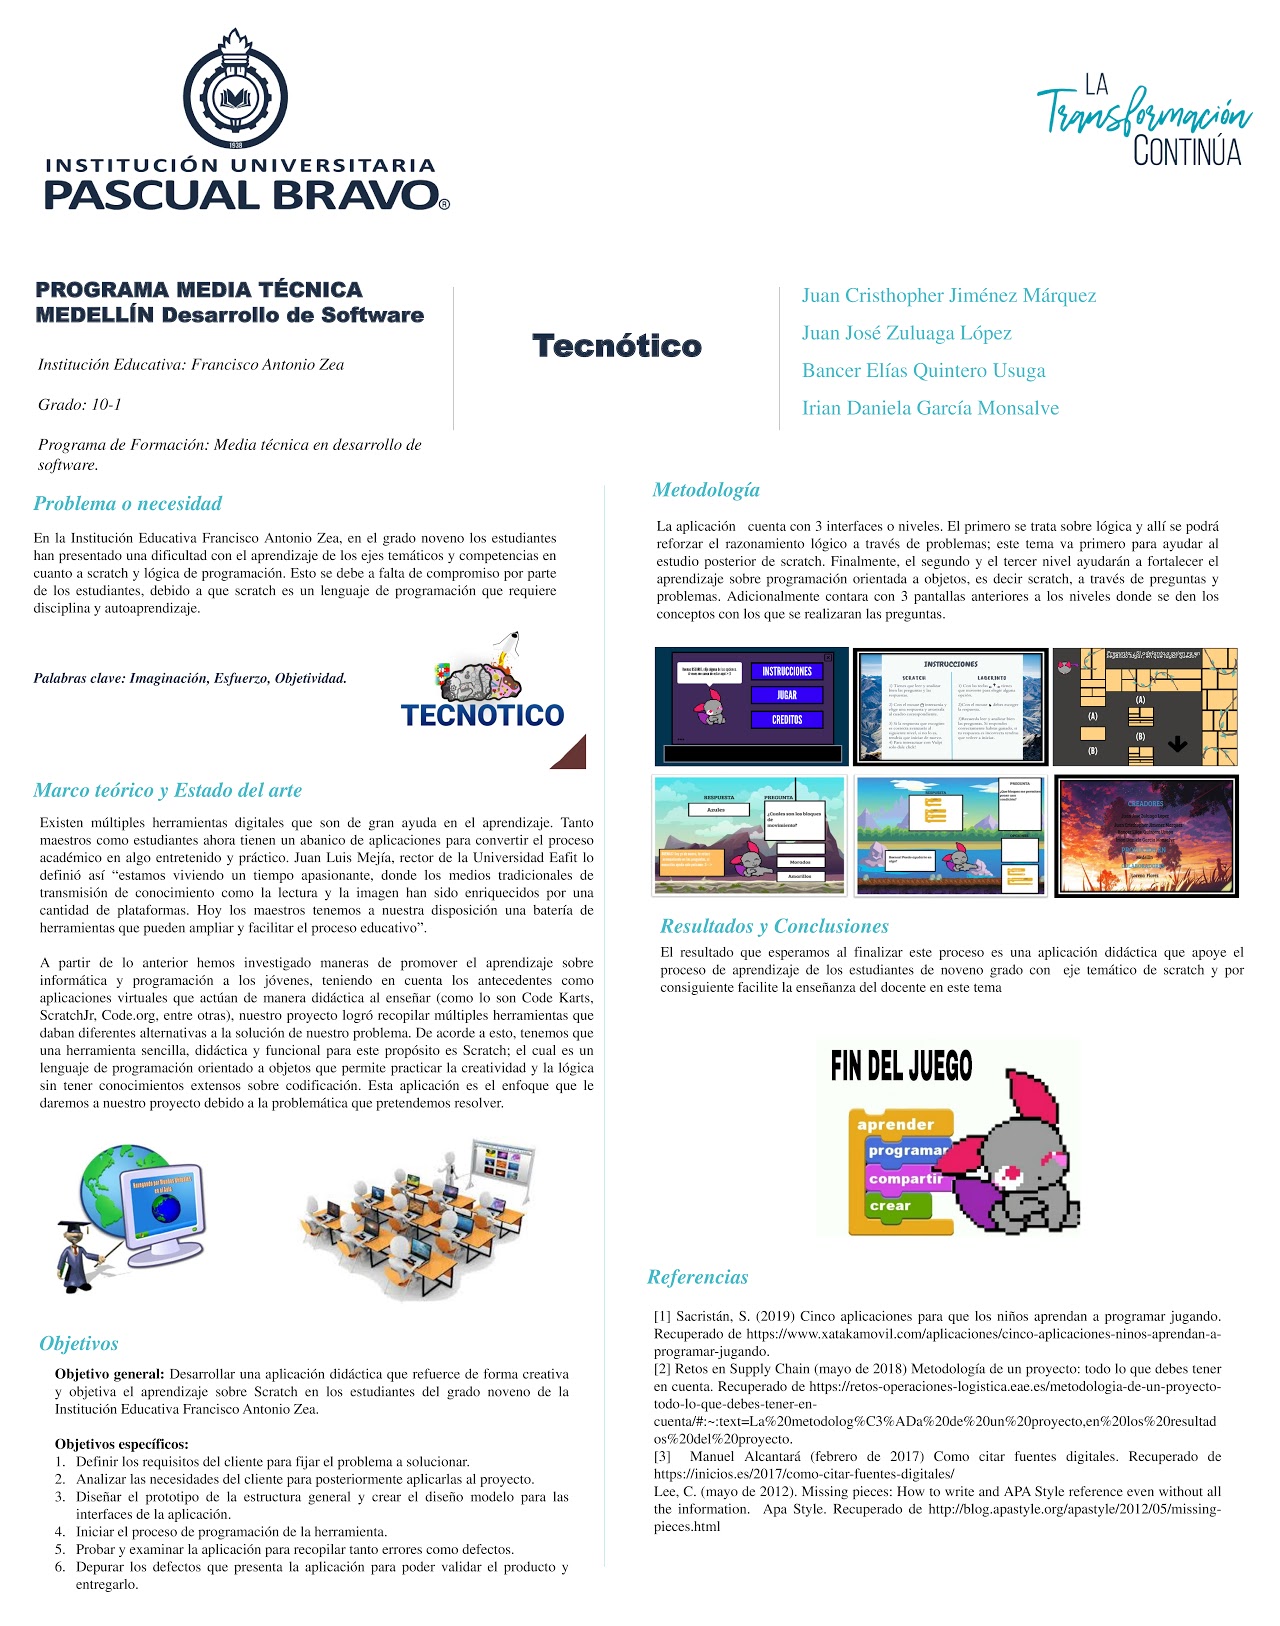 1938
INSTITUCIÓN UNIVERSITARIA
PASCUAL BRAVO®
LA
Transformación
CONTINÚA
PROGRAMA MEDIA TÉCNICA
MEDELLÍN Desarrollo de Software
Institución Educativa: Francisco Antonio Zea
Grado: 10-1
Programa de Formación: Media técnica en desarrollo de
software.
Tecnótico
Juan Cristhopher Jiménez Márquez
Juan José Zuluaga López
Bancer Elías Quintero Usuga
Irian Daniela García Monsalve
Problema o necesidad
En la Institución Educativa Francisco Antonio Zea, en el grado noveno los estudiantes
han presentado una dificultad con el aprendizaje de los ejes temáticos y competencias en
cuanto a scratch y lógica de programación. Esto se debe a falta de compromiso por parte
de los estudiantes, debido a que scratch es un lenguaje de programación que requiere
disciplina y autoaprendizaje.
Palabras clave: Imaginación, Esfuerzo, Objetividad.
TECNOTICO
Marco teórico y Estado del arte
Existen múltiples herramientas digitales que son de gran ayuda en el aprendizaje. Tanto
maestros como estudiantes ahora tienen un abanico de aplicaciones para convertir el proceso
académico en algo entretenido y práctico. Juan Luis Mejía, rector de la Universidad Eafit lo
definió así “estamos viviendo un tiempo apasionante, donde los medios tradicionales de
transmisión de conocimiento como la lectura y la imagen han sido enriquecidos por una
cantidad de plataformas. Hoy los maestros tenemos a nuestra disposición una batería de
herramientas que pueden ampliar y facilitar el proceso educativo”.
A partir de lo anterior hemos investigado maneras de promover el aprendizaje sobre
informática y programación a los jóvenes, teniendo en cuenta los antecedentes como
aplicaciones virtuales que actúan de manera didáctica al enseñar (como lo son Code Karts,
ScratchJr, Code.org, entre otras), nuestro proyecto logró recopilar múltiples herramientas que
daban diferentes alternativas a la solución de nuestro problema. De acorde a esto, tenemos que
una herramienta sencilla, didáctica y funcional para este propósito es Scratch; el cual es un
lenguaje de programación orientado a objetos que permite practicar la creatividad y la lógica
sin tener conocimientos extensos sobre codificación. Esta aplicación es el enfoque que le
daremos a nuestro proyecto debido a la problemática que pretendemos resolver.
Objetivos
Objetivo general: Desarrollar una aplicación didáctica que refuerce de forma creativa
y objetiva el aprendizaje sobre Scratch en los estudiantes del grado noveno de la
Institución Educativa Francisco Antonio Zea.
Objetivos específicos:
1. Definir los requisitos del cliente para fijar el problema a solucionar.
2. Analizar las necesidades del cliente para posteriormente aplicarlas al proyecto.
3. Diseñar el prototipo de la estructura general y crear el diseño modelo para las
interfaces de la aplicación.
4. Iniciar el proceso de programación de la herramienta.
5. Probar y examinar la aplicación para recopilar tanto errores como defectos.
6. Depurar los defectos que presenta la aplicación para poder validar el producto y
entregarlo.
Metodología
La aplicación cuenta con 3 interfaces o niveles. El primero se trata sobre lógica y allí se podrá
reforzar el razonamiento lógico a través de problemas; este tema va primero para ayudar al
estudio posterior de scratch. Finalmente, el segundo y el tercer nivel ayudarán a fortalecer el
aprendizaje sobre programación orientada a objetos, es decir scratch, a través de preguntas y
problemas. Adicionalmente contara con 3 pantallas anteriores a los niveles donde se den los
conceptos con los que se realizaran las preguntas.
INSTRUCCIONES
JUGAR
CREDITOS
INSTRUCCIONES
SCRATCH
LABERINTO
(A)
(B)
(A)
(B)
RESPUESTA
PREGUNTA
Azules
¿Cuales son los bloques
de
movimiento?
Morados
Amarillos
RESPUESTA
PREGUNTA
CREADORES
Resultados y Conclusiones
El resultado que esperamos al finalizar este proceso es una aplicación didáctica que apoye el
proceso de aprendizaje de los estudiantes de noveno grado con eje temático de scratch y por
consiguiente facilite la enseñanza del docente en este tema
FIN DEL JUEGO
aprender
programar
compartir
crear
Referencias
[1] Sacristán, S. (2019) Cinco aplicaciones para que los niños aprendan a programar jugando.
Recuperado de https://www.xatakamovil.com/aplicaciones/cinco-aplicaciones-ninos-aprendan-a-
programar-jugando.
[2] Retos en Supply Chain (mayo de 2018) Metodología de un proyecto: todo lo que debes tener
en cuenta. Recuperado de https://retos-operaciones-logistica.eae.es/metodologia-de-un-proyecto-
todo-lo-que-debes-tener-en-
cuenta/#:~:text=La%20metodolog%C3%ADa%20de%20un%20proyecto,en%20los%20resultad
os%20del%20proyecto.
[3] Manuel Alcantará (febrero de 2017) Como citar fuentes digitales. Recuperado de
https://inicios.es/2017/como-citar-fuentes-digitales/
Lee, C. (mayo de 2012). Missing pieces: How to write and APA Style reference even without all
the information. Apa Style. Recuperado de http://blog.apastyle.org/apastyle/2012/05/missing-
pieces.html